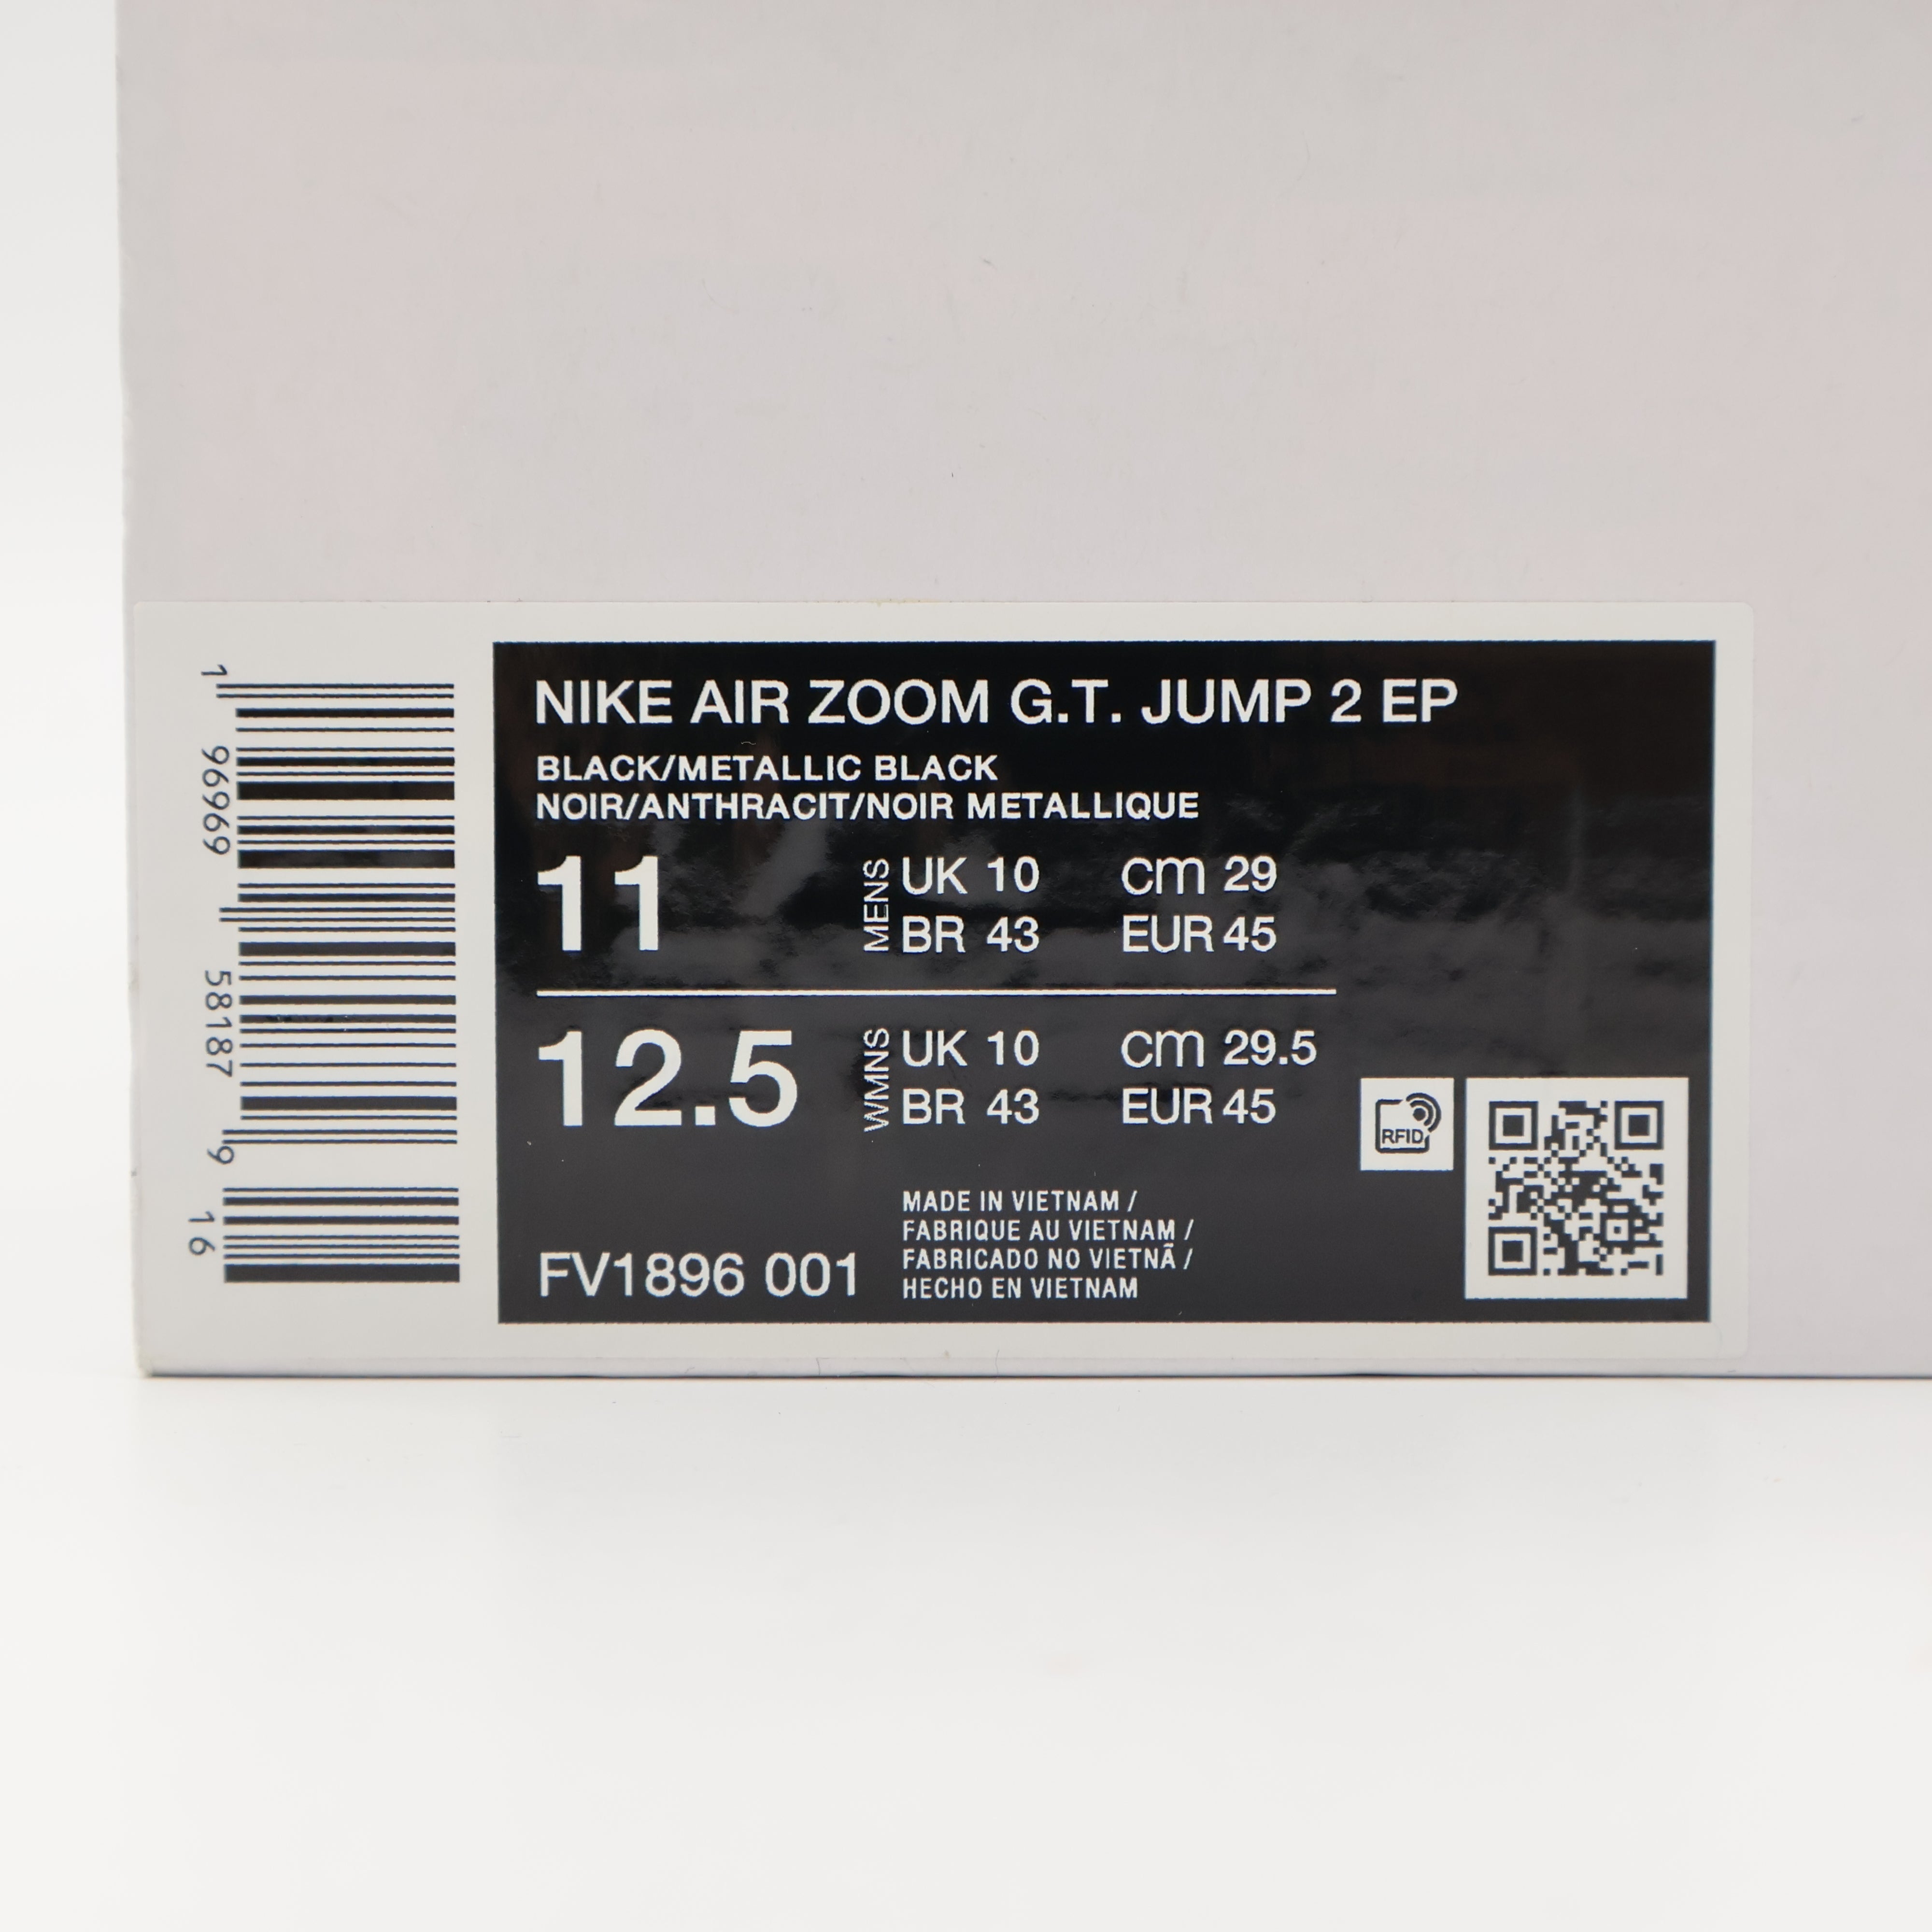 1 96969 58187 9 16
NIKE AIR ZOOM G.T. JUMP 2 EP
BLACK/METALLIC BLACK
NOIR/ANTHRACIT/NOIR METALLIQUE
11 MENS UK 10 cm 29
BR 43 EUR 45
12.5 WMNS UK 10 cm 29.5
BR 43 EUR 45
RFID
MADE IN VIETNAM /
FABRIQUE AU VIETNAM /
FABRICADO NO VIETNÃ /
HECHO EN VIETNAM
FV1896 001